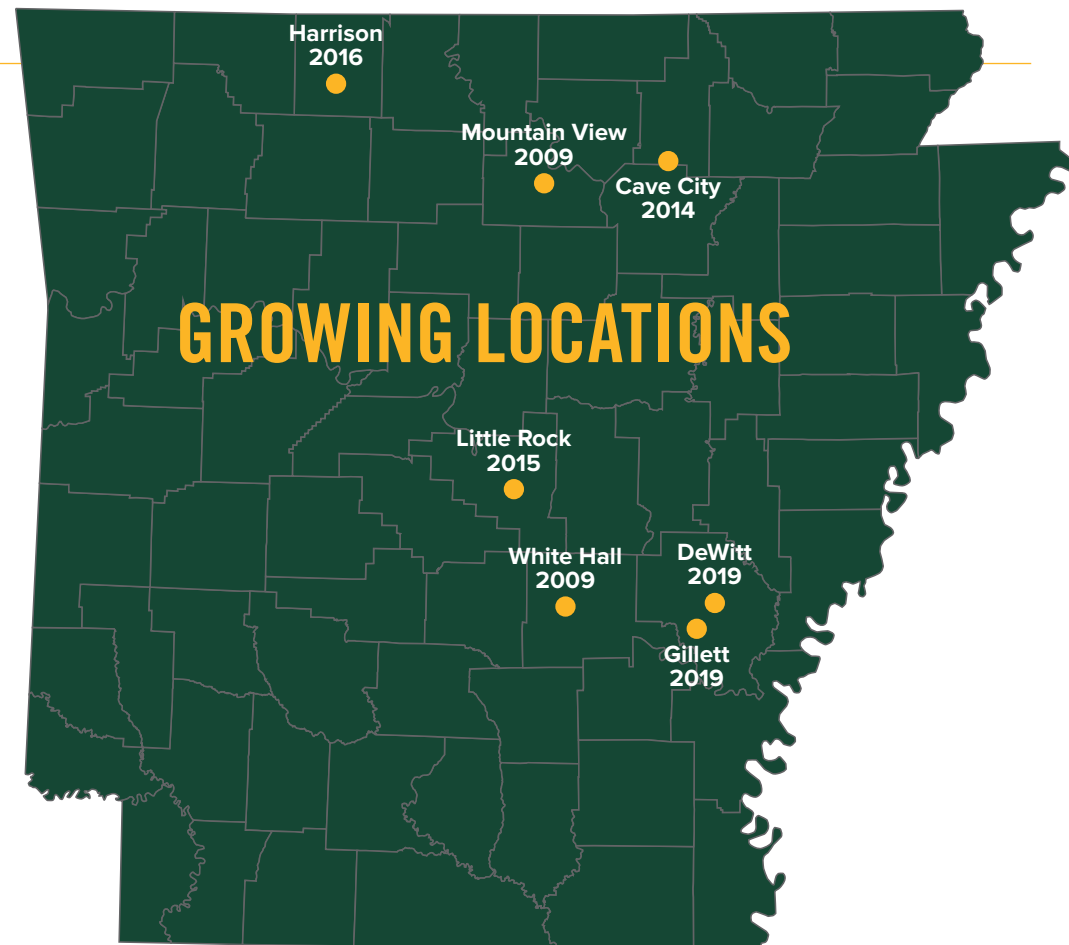 Harrison
2016
Mountain View
2009
Cave City
2014
GROWING LOCATIONS
Little Rock
2015
White Hall
2009
DeWitt
2019
Gillett
2019